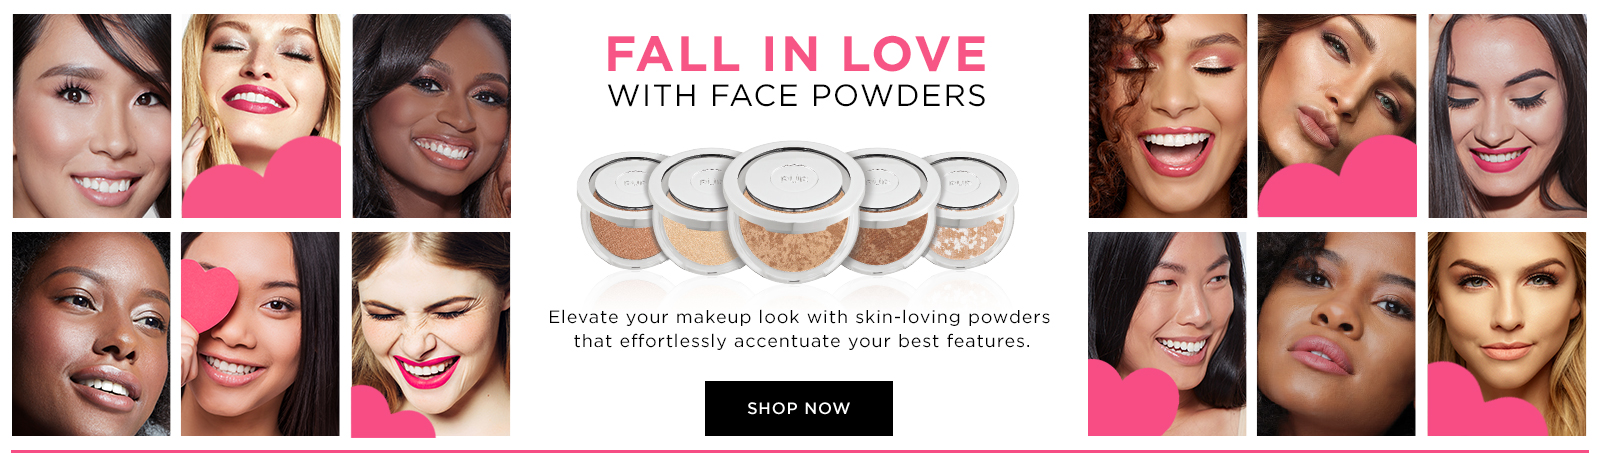 FALL IN LOVE
WITH FACE POWDERS
PUR
Elevate your makeup look with skin-loving powders
that effortlessly accentuate your best features.
SHOP NOW